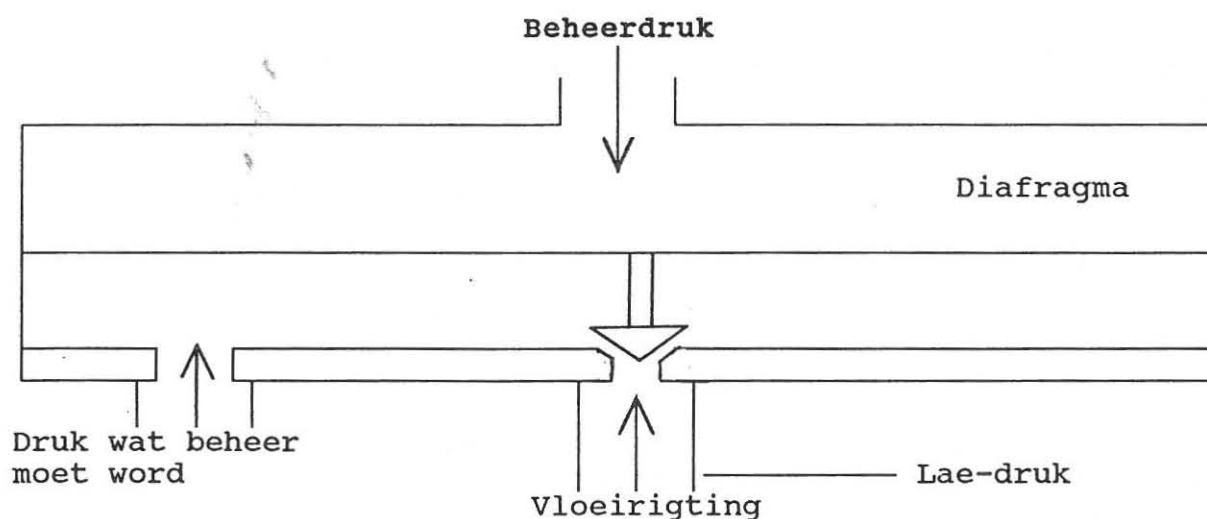 Beheerdruk
Diafragma
Druk wat beheer
moet word
Lae-druk
Vloeirigting